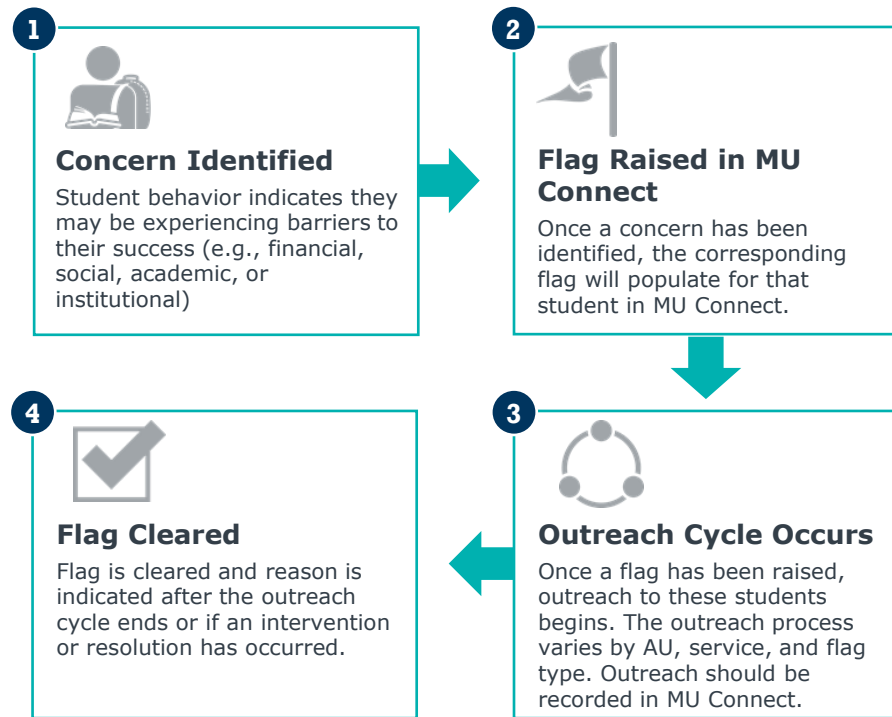 1
Concern Identified
Student behavior indicates they
may be experiencing barriers to
their success (e.g., financial,
social, academic, or
institutional)
2
Flag Raised in MU
Connect
Once a concern has been
identified, the corresponding
flag will populate for that
student in MU Connect.
3
Outreach Cycle Occurs
Once a flag has been raised,
outreach to these students
begins. The outreach process
varies by AU, service, and flag
type. Outreach should be
recorded in MU Connect.
4
Flag Cleared
Flag is cleared and reason is
indicated after the outreach
cycle ends or if an intervention
or resolution has occurred.